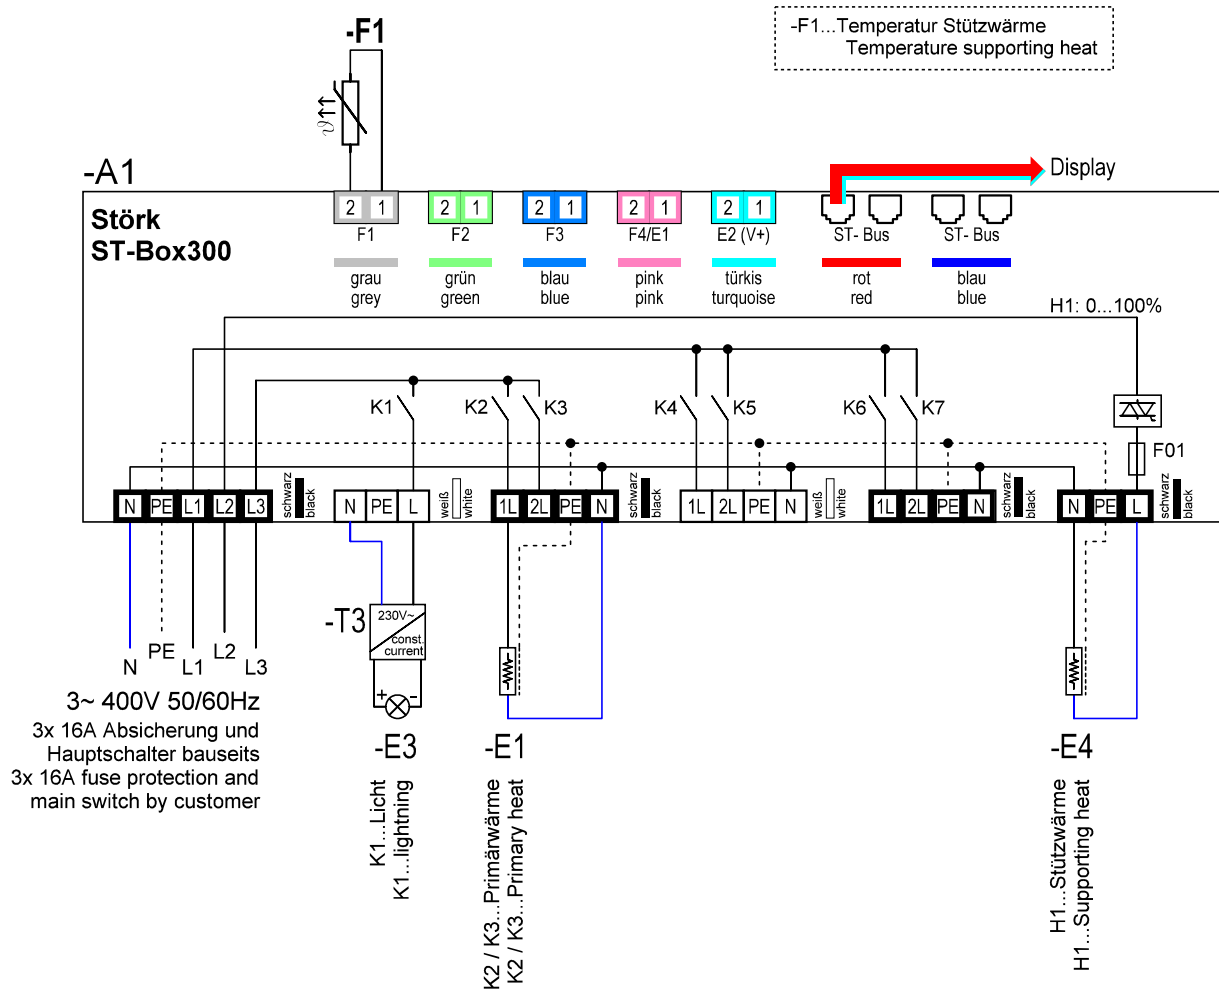 -F1
-F1...Temperatur Stützwärme
Temperature supporting heat
ϑ
-A1
Display
Störk
ST-Box300
2 1
2 1
2 1
2 1
2 1
F1
F2
F3
F4/E1
E2 (V+)
ST- Bus
ST- Bus
grau
grey
grün
green
blau
blue
pink
pink
türkis
turquoise
rot
red
blau
blue
H1: 0...100%
K1
K2
K3
K4
K5
K6
K7
F01
N PE L1 L2 L3
schwarz
black
N PE L
weiß
white
1L 2L PE N
schwarz
black
1L 2L PE N
weiß
white
1L 2L PE N
schwarz
black
N PE L
schwarz
black
N PE L1 L2 L3
-T3
230V~
const.
current
+ -
3~ 400V 50/60Hz
3x 16A Absicherung und
Hauptschalter bauseits
3x 16A fuse protection and
main switch by customer
-E3
K1...Licht
K1...lightning
-E1
K2 / K3...Primärwärme
K2 / K3...Primary heat
-E4
H1...Stützwärme
H1...Supporting heat